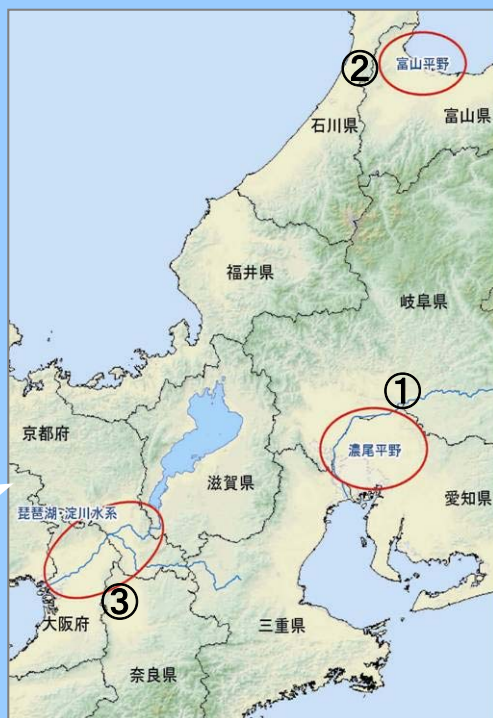 ②
富山平野
石川県
富山県
福井県
岐阜県
①
京都府
濃尾平野
滋賀県
愛知県
琵琶湖・淀川水系
③
大阪府
三重県
奈良県